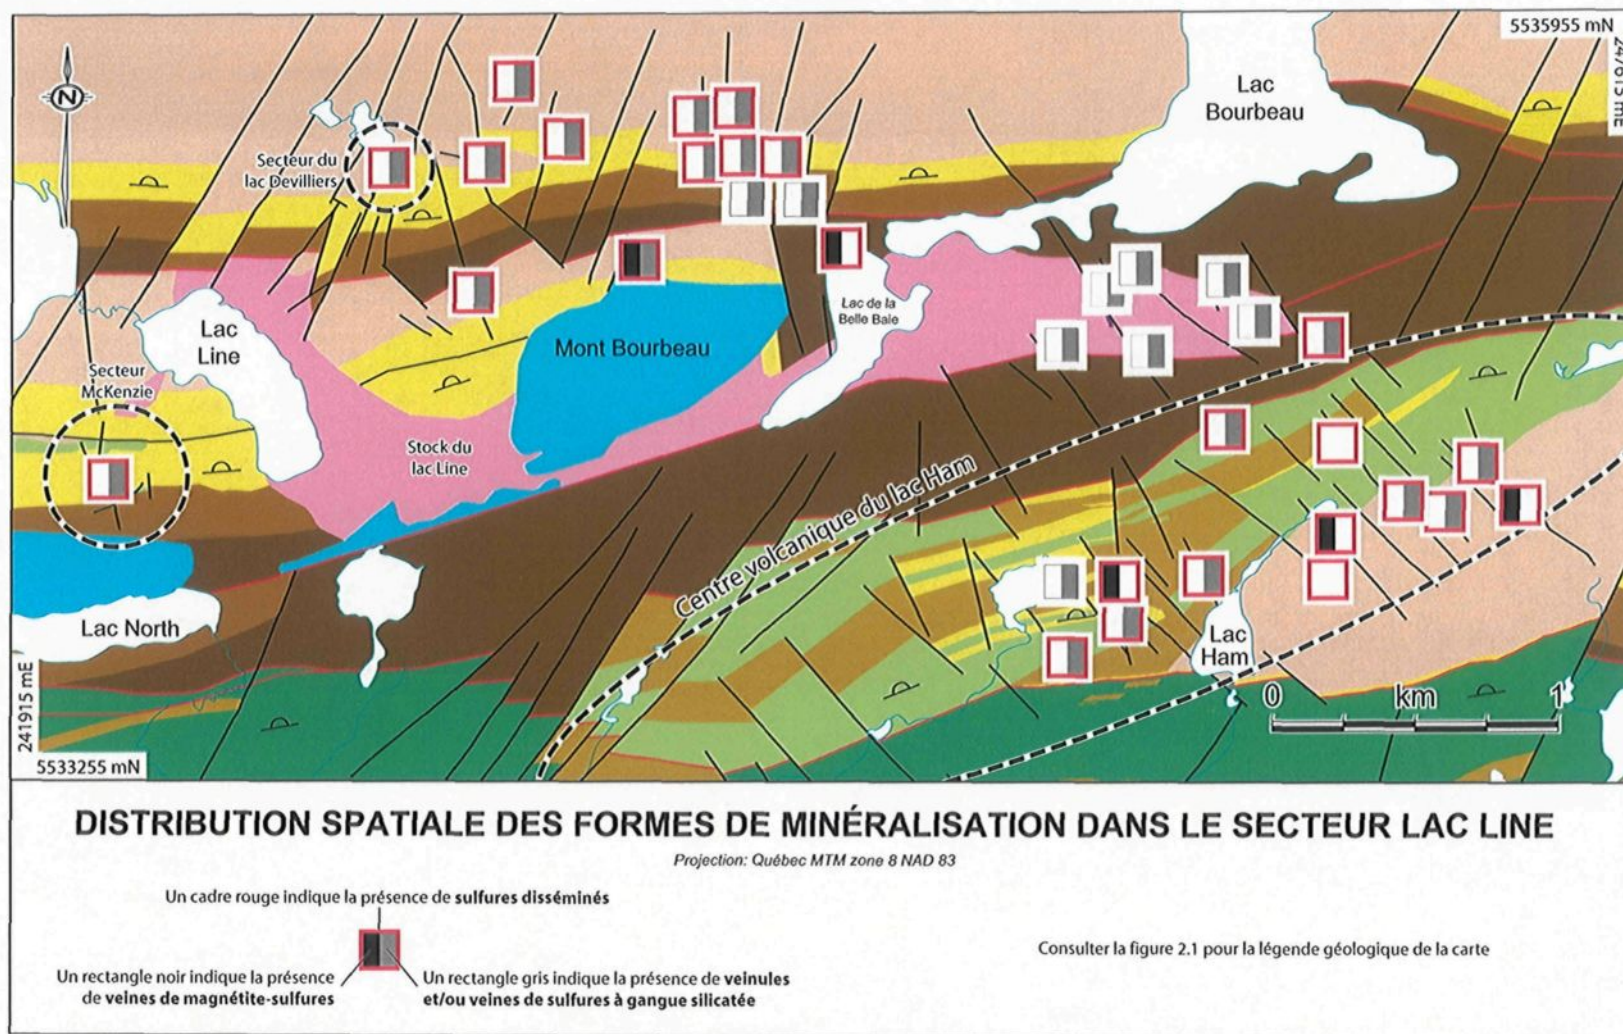 5535955 mN
N
Lac
Bourbeau
Secteur du
lac Devilliers
Lac
Line
Mont Bourbeau
Lac de la
Belle Baie
Secteur
McKenzie
Stock du
lac Line
Centre volcanique du lac Ham
Lac North
Lac
Ham
241915 mE
0 km 1
5533255 mN
DISTRIBUTION SPATIALE DES FORMES DE MINÉRALISATION DANS LE SECTEUR LAC LINE
Projection: Québec MTM zone 8 NAD 83
Un cadre rouge indique la présence de sulfures disséminés
Un rectangle noir indique la présence
de veines de magnétite-sulfures
Un rectangle gris indique la présence de veinules
et/ou veines de sulfures à gangue silicatée
Consulter la figure 2.1 pour la légende géologique de la carte